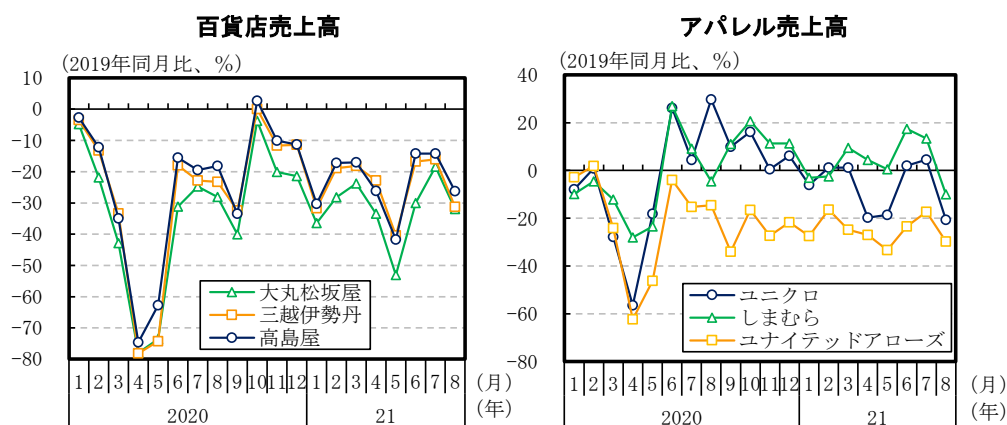 百貨店売上高
(2019年同月比、%)
10
0
-10
-20
-30
-40
-50
-60
-70
-80
大丸松坂屋
三越伊勢丹
高島屋
1 2 3 4 5 6 7 8 9 10 11 12 1 2 3 4 5 6 7 8 (月)
2020 21 (年)
アパレル売上高
(2019年同月比、%)
40
20
0
-20
-40
-60
-80
ユニクロ
しまむら
ユナイテッドアローズ
1 2 3 4 5 6 7 8 9 10 11 12 1 2 3 4 5 6 7 8 (月)
2020 21 (年)